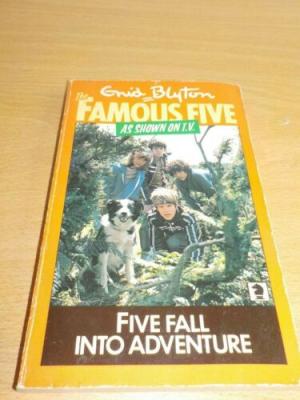 Enid Blyton
The
FAMOUS FIVE
AS SHOWN ON T.V.
FIVE FALL
INTO ADVENTURE